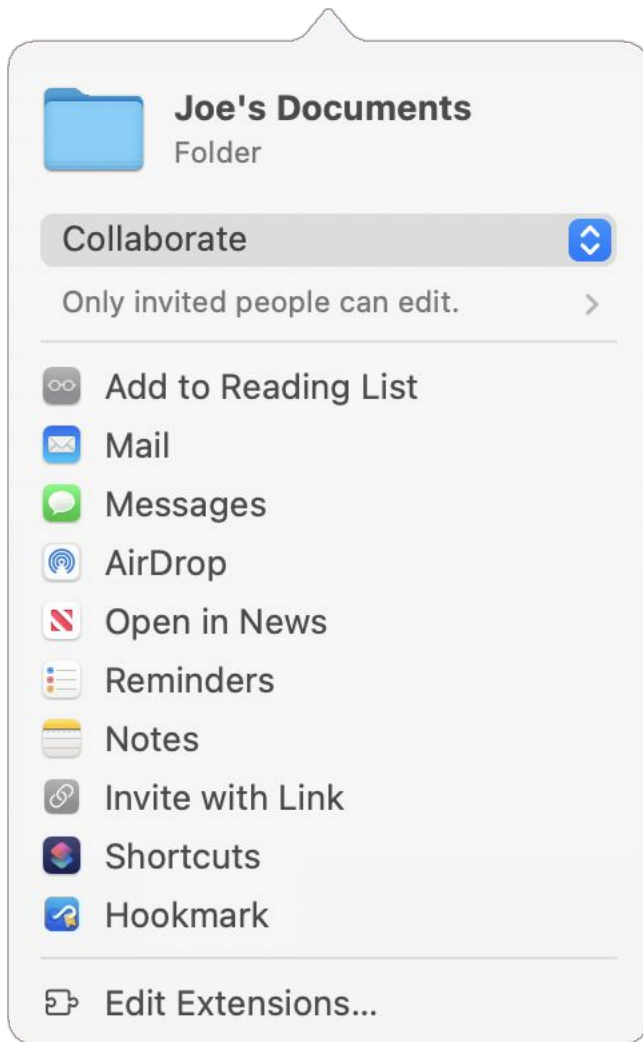 Joe's Documents
Folder
Collaborate
Only invited people can edit.
Add to Reading List
Mail
Messages
AirDrop
Open in News
Reminders
Notes
Invite with Link
Shortcuts
Hookmark
Edit Extensions...